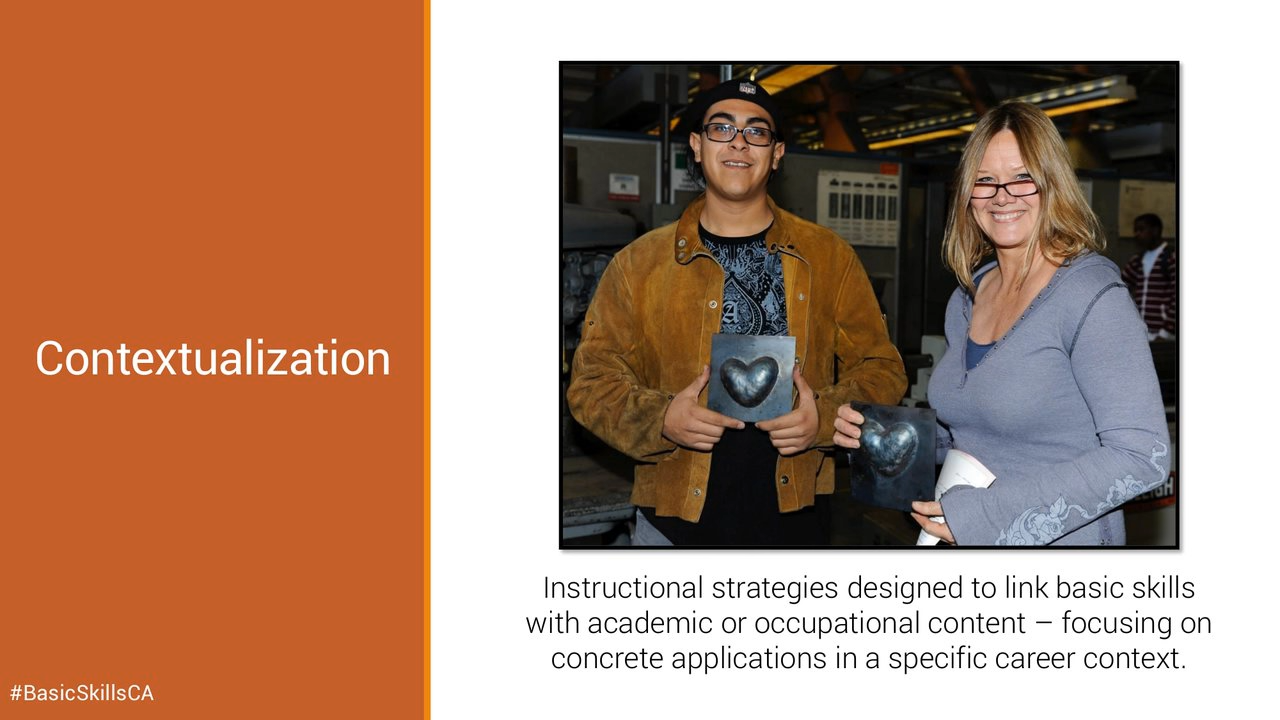 Contextualization
Instructional strategies designed to link basic skills
with academic or occupational content – focusing on
concrete applications in a specific career context.
#BasicSkillsCA